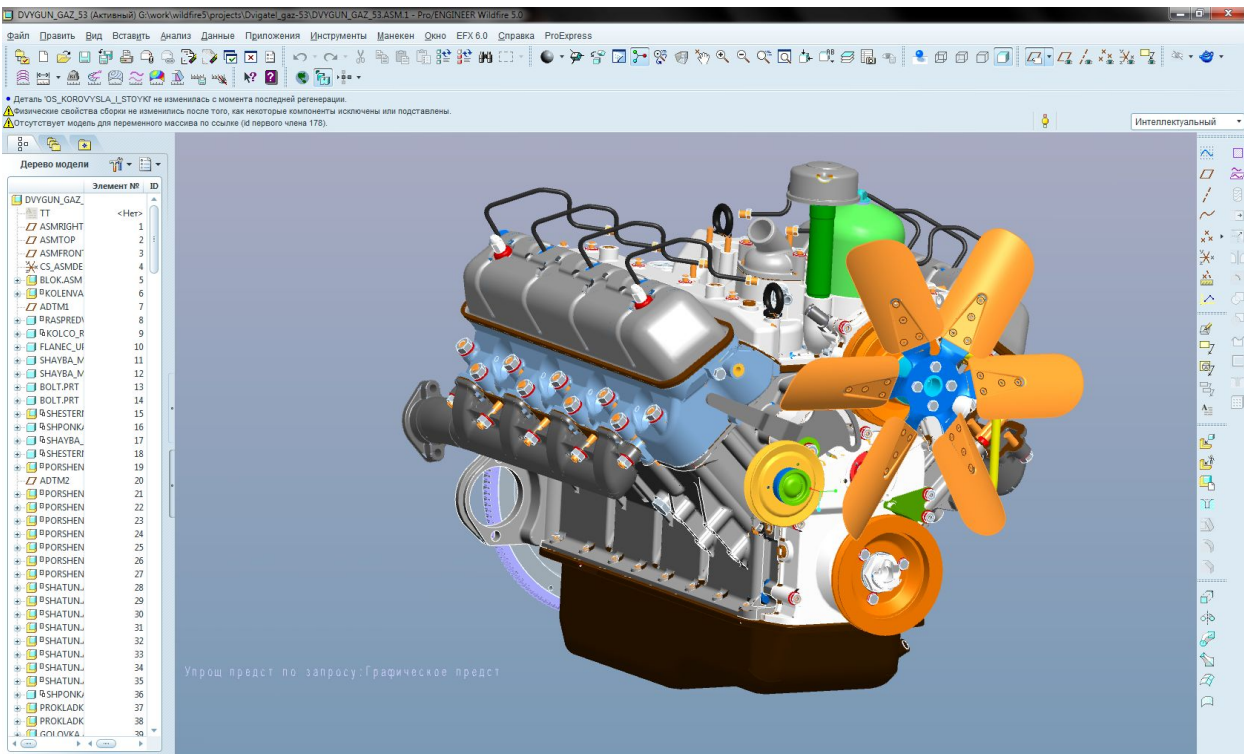 DVYGUN_GAZ_53 (Активный) G:\work\wildfire5\projects\Dvigatel_gaz-53\DVYGUN_GAZ_53.ASM.1 - Pro/ENGINEER Wildfire 5.0
Файл Править Вид Вставить Анализ Данные Приложения Инструменты Манекен Окно EFX 6.0 Справка ProExpress
Деталь 'OS_KOROVYSLA_I_STOYKI' не изменилась с момента последней регенерации.
Физические свойства сборки не изменились после того, как некоторые компоненты исключены или подставлены.
Отсутствует модель для переменного массива по ссылке (id первого члена 178).
Интеллектуальный
Дерево модели
Элемент № ID
DVYGUN_GAZ_
TT <Нет>
ASMRIGHT 1
ASMTOP 2
ASMFRONT 3
CS_ASMDE 4
BLOK.ASM 5
KOLENVA 6
ADTM1 7
RASPREDV 8
KOLCO_R 9
FLANEC_UF 10
SHAYBA_M 11
SHAYBA_M 12
BOLT.PRT 13
BOLT.PRT 14
SHESTERI 15
SHPONKA 16
SHAYBA_ 17
SHESTERI 18
PORSHEN 19
ADTM2 20
PORSHEN 21
PORSHEN 22
PORSHEN 23
PORSHEN 24
PORSHEN 25
PORSHEN 26
PORSHEN 27
SHATUN. 28
SHATUN. 29
SHATUN. 30
SHATUN. 31
SHATUN. 32
SHATUN. 33
SHATUN. 34
SHATUN. 35
SHPONKA 36
PROKLADK 37
PROKLADK 38
GOLOVKA 39
Упрощ предст по запросу:Графическое предст